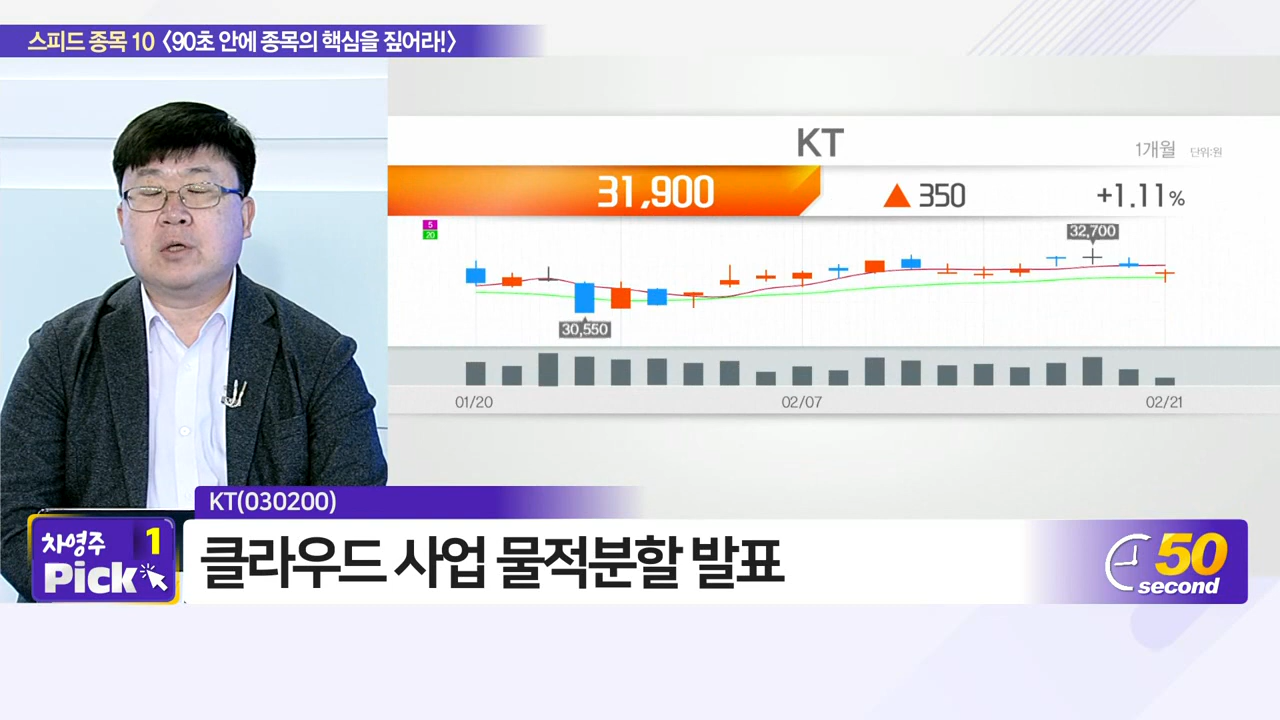 스피드 종목 10 〈90초 안에 종목의 핵심을 짚어라!〉
KT
1개월 단위:원
31,900 ▲ 350 +1.11%
5
20
32,700
30,550
01/20 02/07 02/21
KT(030200)
차영주 1
Pick
클라우드 사업 물적분할 발표
50
second